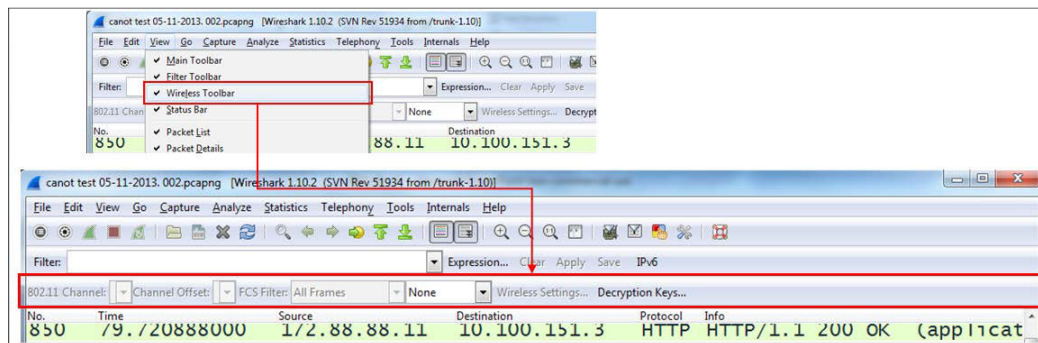 canot test 05-11-2013. 002.pcapng [Wireshark 1.10.2 (SVN Rev 51934 from /trunk-1.10)]
File Edit View Go Capture Analyze Statistics Telephony Tools Internals Help
Main Toolbar
Filter: Filter Toolbar Expression... Clear Apply Save
Wireless Toolbar
802.11 Chan Status Bar None Wireless Settings... Decrypt
No. Packet List Destination
850 Packet Details 88.11 10.100.151.3
canot test 05-11-2013. 002.pcapng [Wireshark 1.10.2 (SVN Rev 51934 from /trunk-1.10)]
File Edit View Go Capture Analyze Statistics Telephony Tools Internals Help
Filter: Expression... Clear Apply Save IPv6
802.11 Channel: Channel Offset: FCS Filter: All Frames None Wireless Settings... Decryption Keys...
No. Time Source Destination Protocol Info
850 79.720888000 172.88.88.11 10.100.151.3 HTTP HTTP/1.1 200 OK (applicat